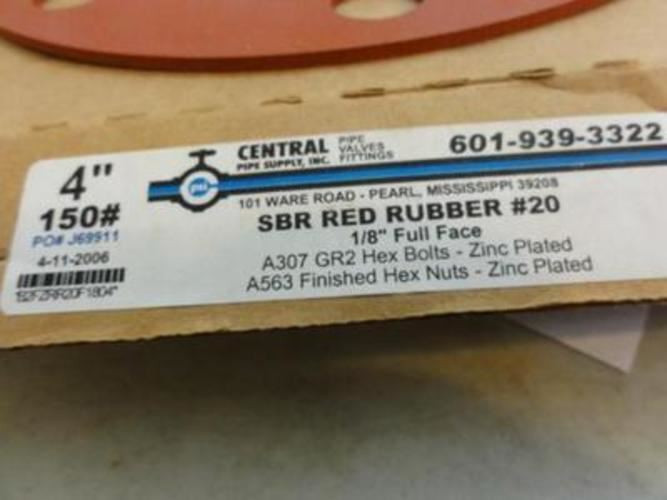 4"
150#
PO# J69911
4-11-2006
CENTRAL
PIPE SUPPLY, INC.
PIPE
VALVES
FITTINGS
601-939-3322
psi
101 WARE ROAD - PEARL, MISSISSIPPI 39208
SBR RED RUBBER #20
1/8" Full Face
A307 GR2 Hex Bolts - Zinc Plated
A563 Finished Hex Nuts - Zinc Plated